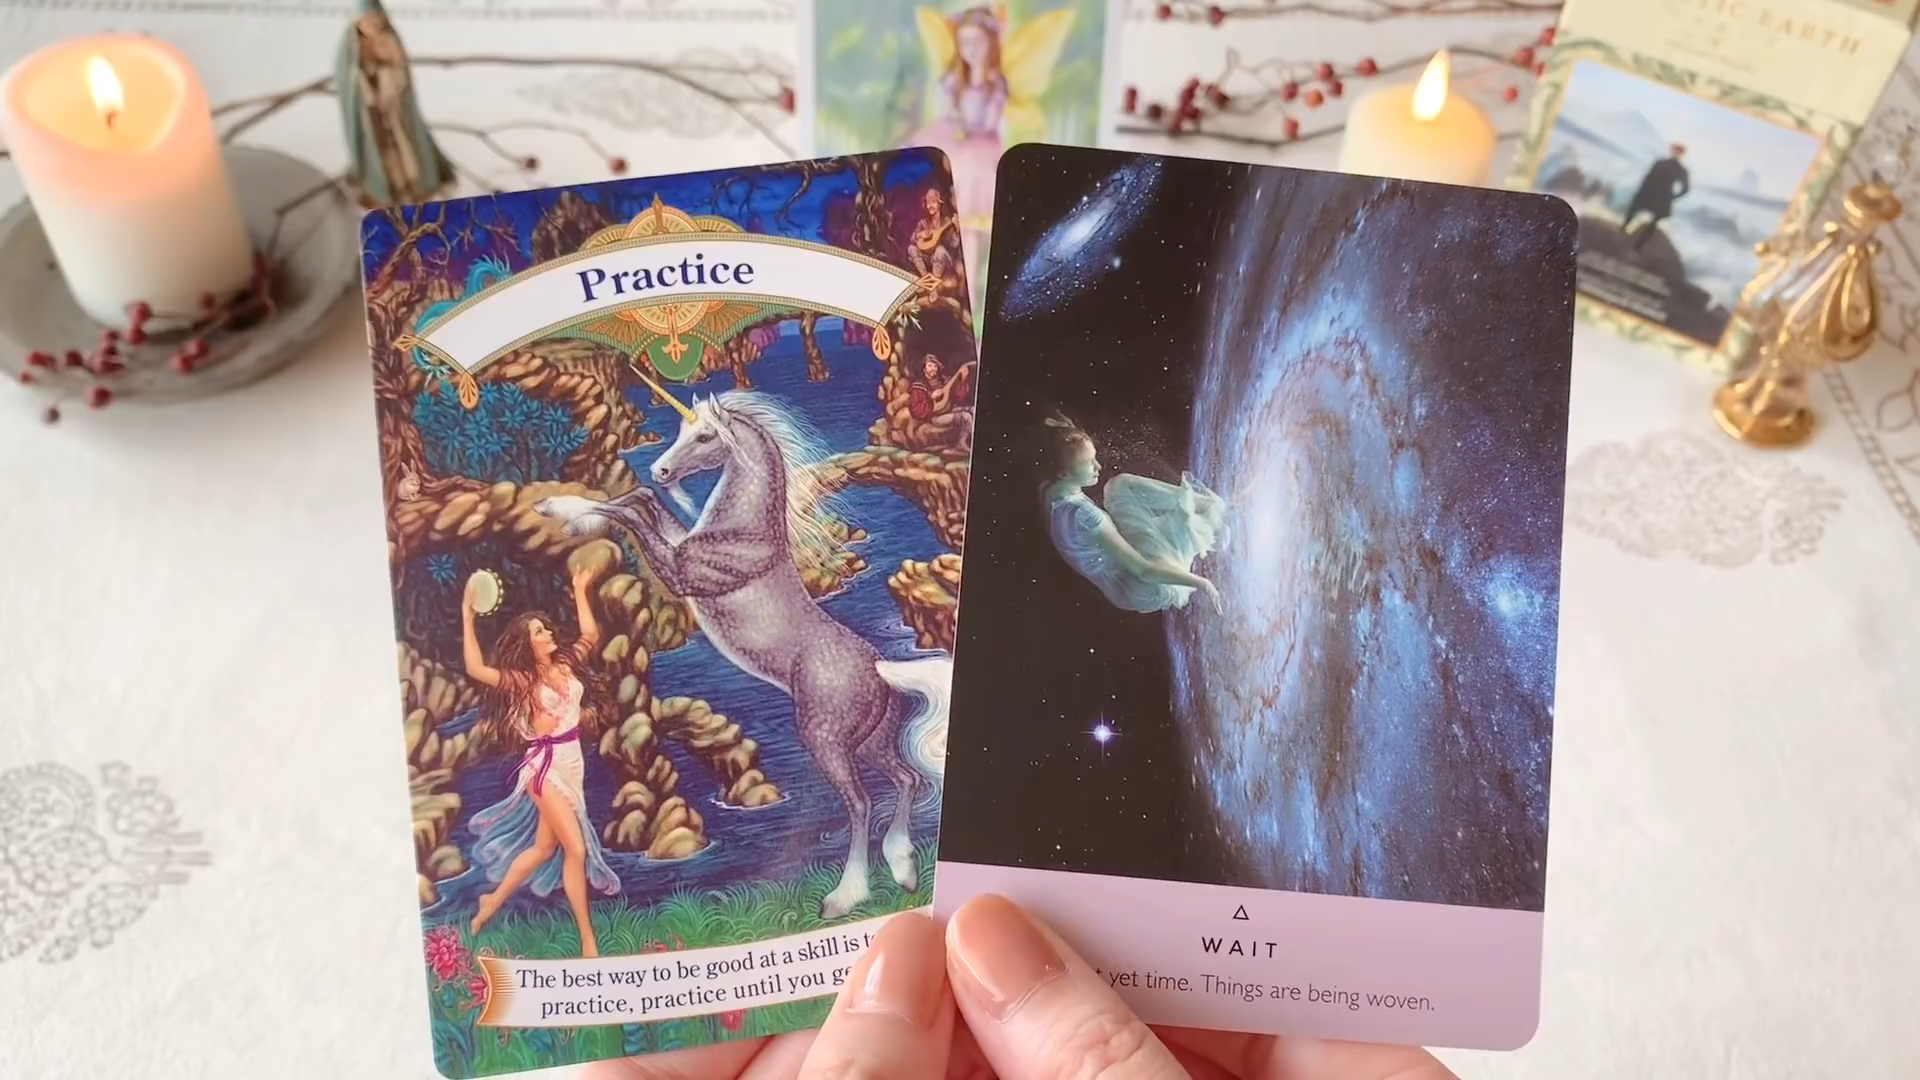 Practice
The best way to be good at a skill is
practice, practice until you
WAIT
yet time. Things are being woven.
EARTH